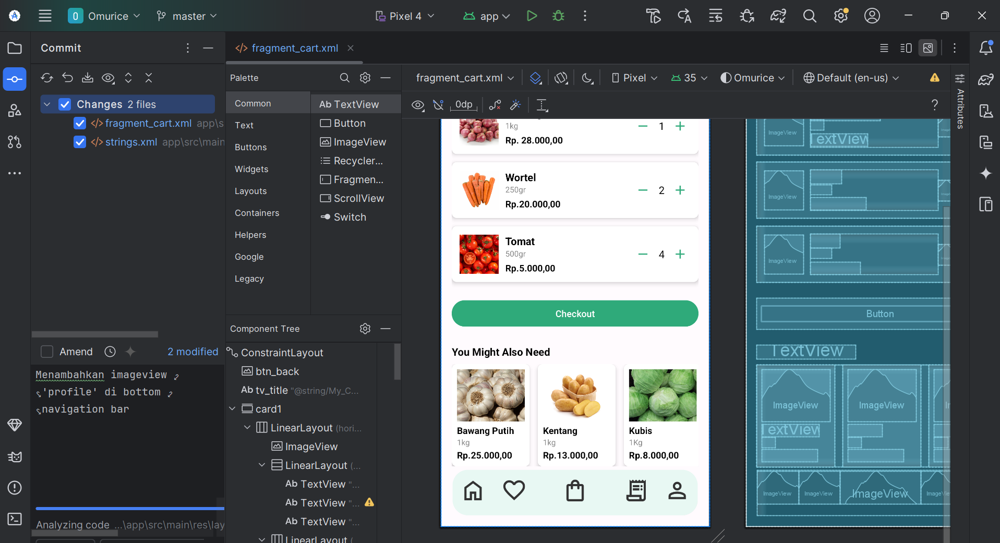 O Omurice
master
Pixel 4
app
Commit
fragment_cart.xml
Changes 2 files
fragment_cart.xml app\s
strings.xml app\src\main
Amend
2 modified
Menambahkan imageview
'profile' di bottom
navigation bar
Analyzing code ...\app\src\main\res\lay
Palette
Common
Text
Buttons
Widgets
Layouts
Containers
Helpers
Google
Legacy
Ab TextView
Button
ImageView
Recycler...
Fragmen...
ScrollView
Switch
Component Tree
ConstraintLayout
btn_back
Ab tv_title "@string/My_C...
card1
LinearLayout (hori...
ImageView
LinearLayout (...
Ab TextView "...
Ab TextView "...
Ab TextView "...
LinearLayout (
fragment_cart.xml
Pixel
35
Omurice
Default (en-us)
0dp
?
Attributes
1kg
Rp. 28.000,00
1
Wortel
250gr
Rp.20.000,00
2
Tomat
500gr
Rp.5.000,00
4
Checkout
You Might Also Need
Bawang Putih
1kg
Rp.25.000,00
Kentang
1kg
Rp.13.000,00
Kubis
1Kg
Rp.8.000,00
ImageView
TextView
ImageView
ImageView
Button
TextView
ImageView
ImageView
TextView
ImageView
ImageView
ImageView
ImageVie